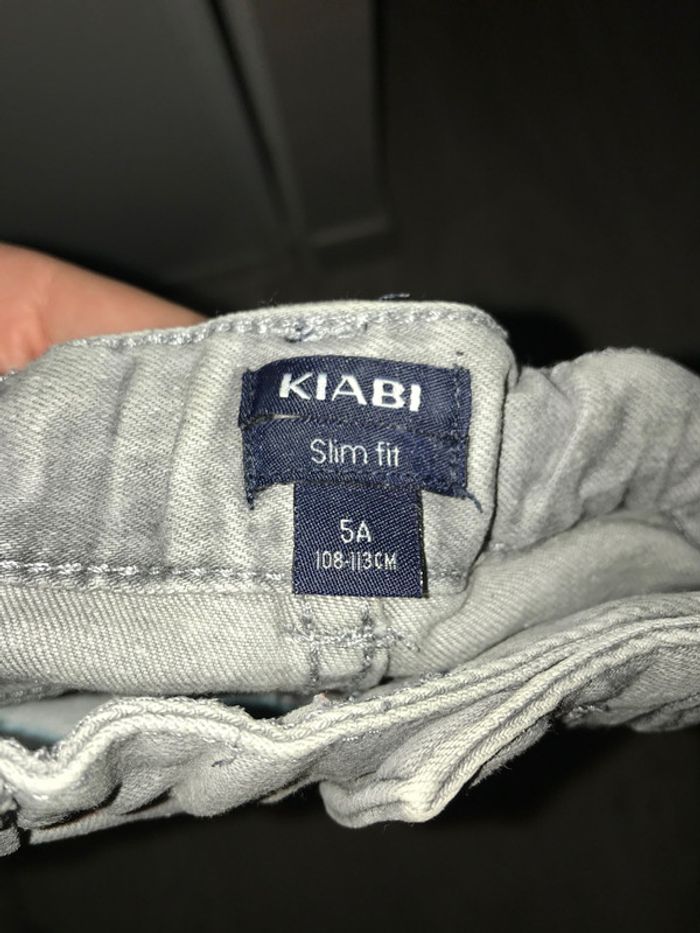 KIABI
Slim fit
5A
108-113CM